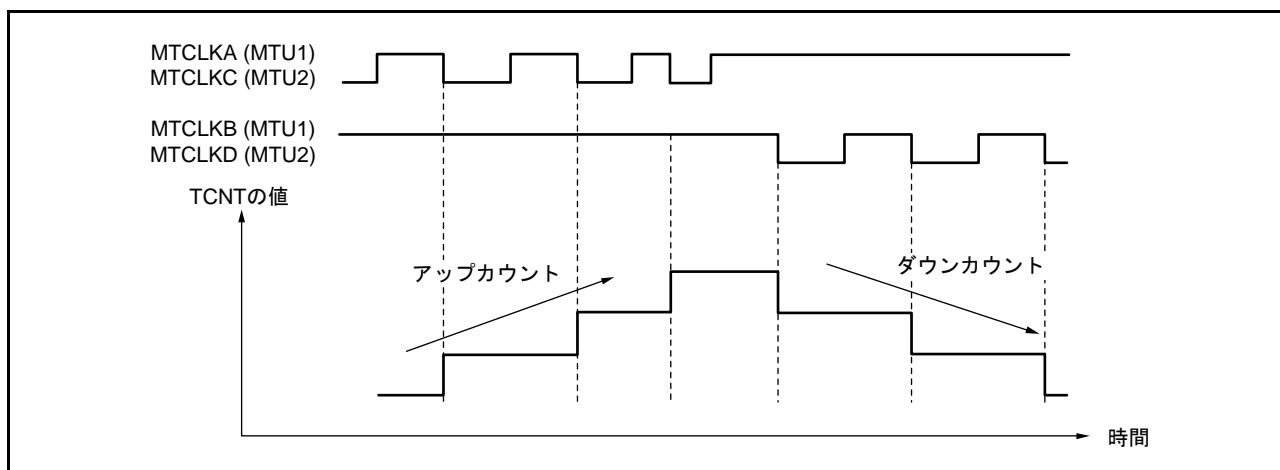 MTCLKA (MTU1)
MTCLKC (MTU2)
MTCLKB (MTU1)
MTCLKD (MTU2)
TCNTの値
アップカウント
ダウンカウント
時間